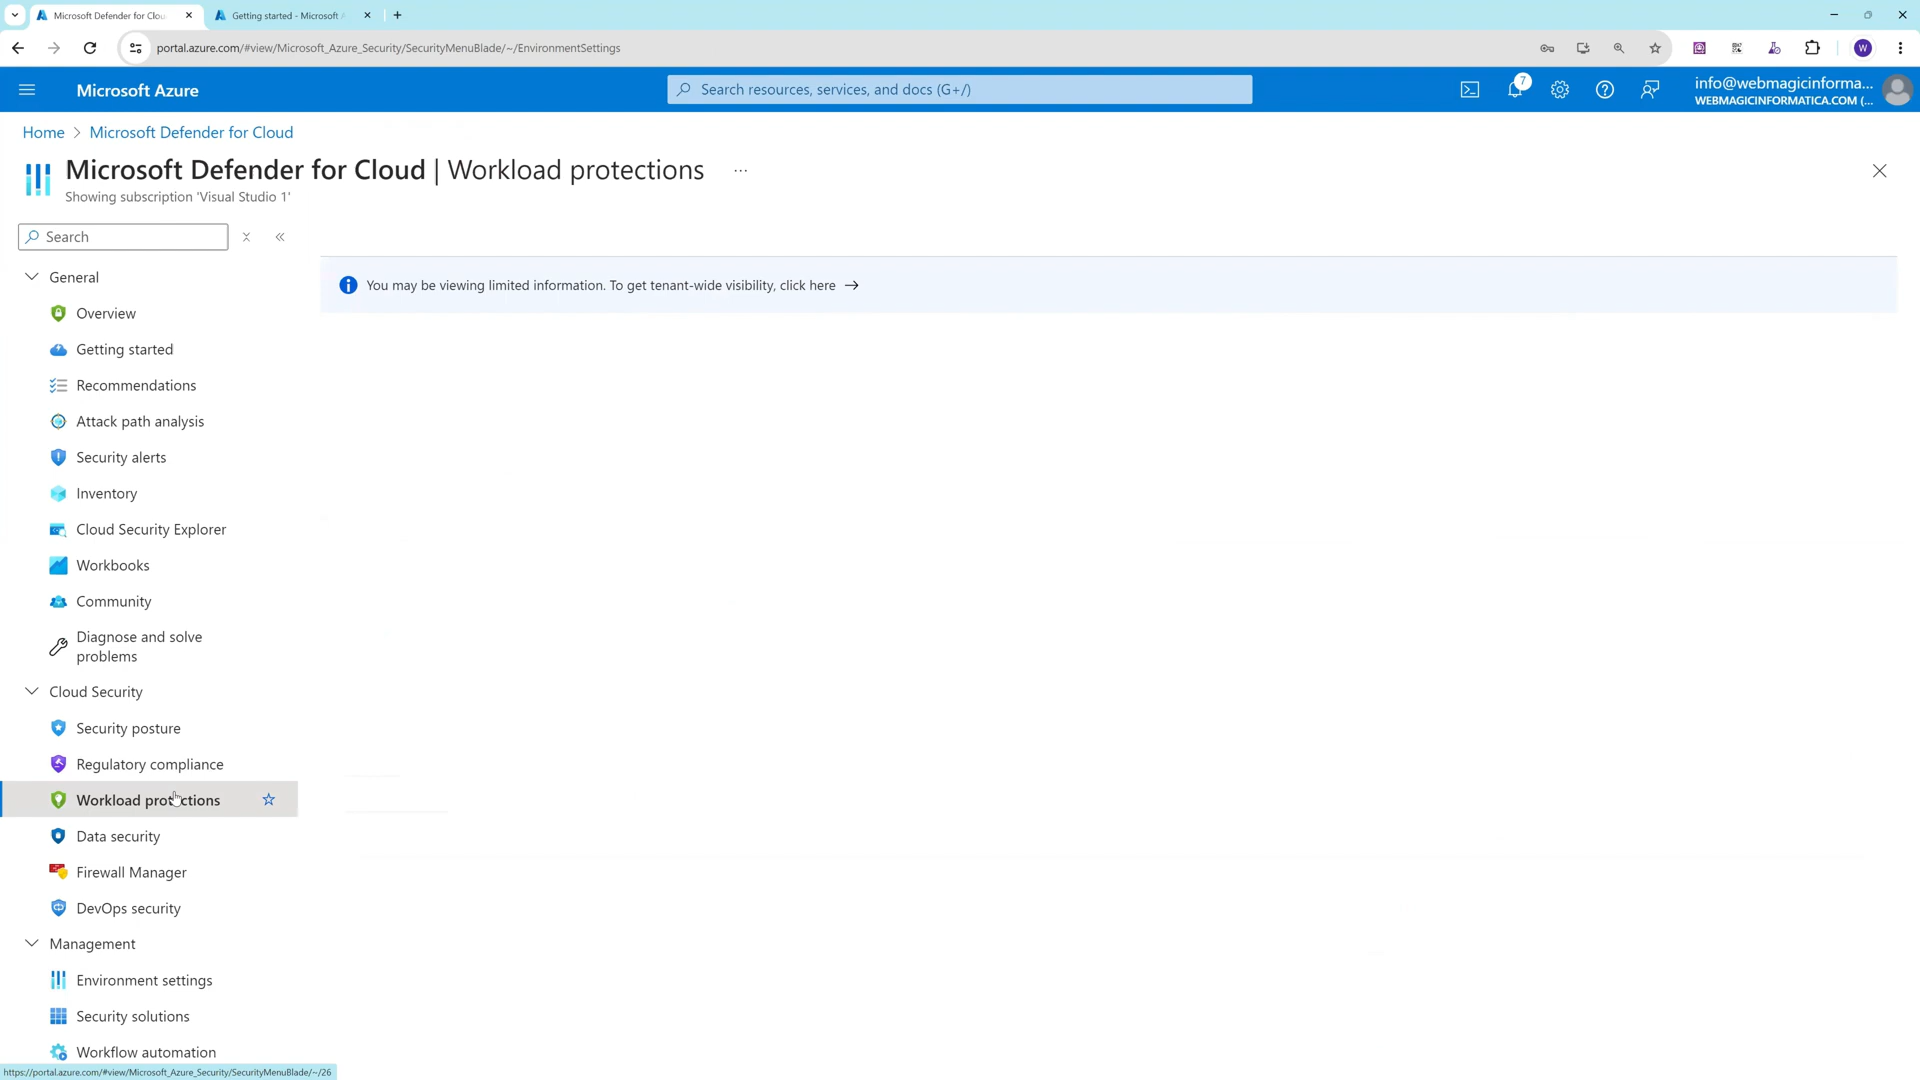 Microsoft Defender for Clou
Getting started - Microsoft A
portal.azure.com/#view/Microsoft_Azure_Security/SecurityMenuBlade/~/EnvironmentSettings
W
Microsoft Azure
Search resources, services, and docs (G+/)
7
info@webmagicinforma...
WEBMAGICINFORMATICA.COM (...
Home > Microsoft Defender for Cloud
Microsoft Defender for Cloud | Workload protections ...
Showing subscription 'Visual Studio 1'
Search
General
You may be viewing limited information. To get tenant-wide visibility, click here →
Overview
Getting started
Recommendations
Attack path analysis
Security alerts
Inventory
Cloud Security Explorer
Workbooks
Community
Diagnose and solve
problems
Cloud Security
Security posture
Regulatory compliance
Workload protections
Data security
Firewall Manager
DevOps security
Management
Environment settings
Security solutions
Workflow automation
https://portal.azure.com/#view/Microsoft_Azure_Security/SecurityMenuBlade/~/26